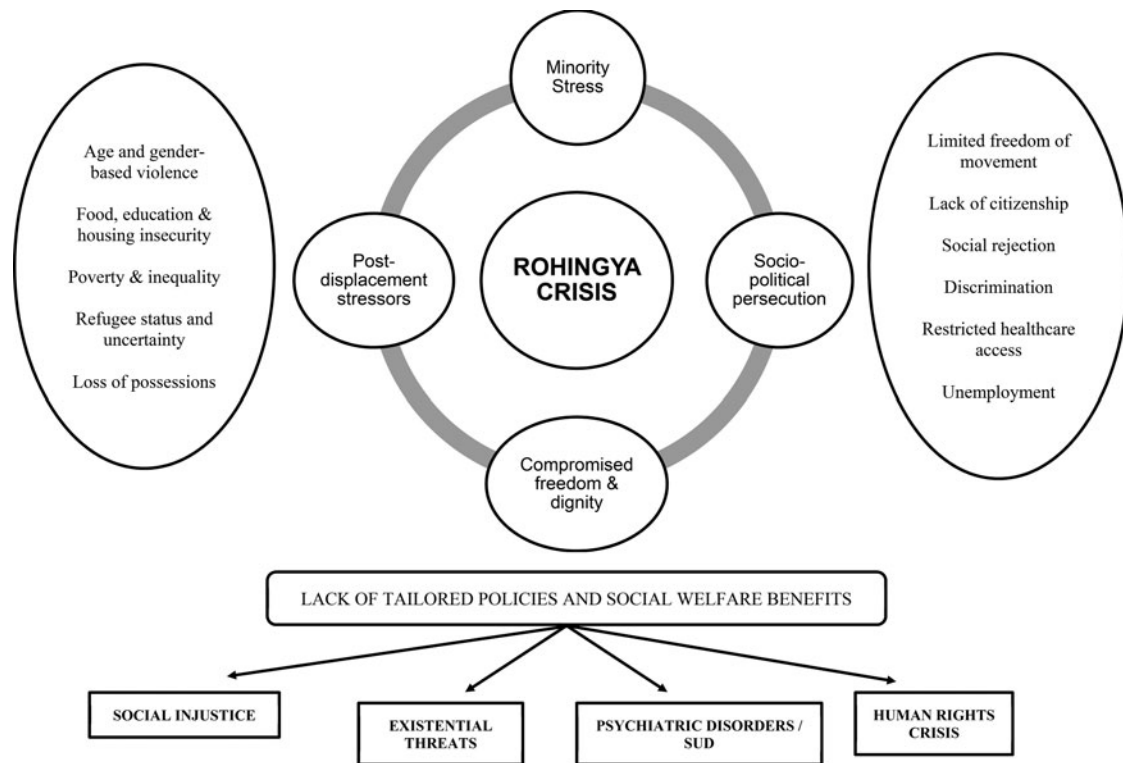 Minority
Stress
Age and gender-
based violence
Food, education &
housing insecurity
Poverty & inequality
Refugee status and
uncertainty
Loss of possessions
Post-
displacement
stressors
ROHINGYA
CRISIS
Socio-
political
persecution
Limited freedom of
movement
Lack of citizenship
Social rejection
Discrimination
Restricted healthcare
access
Unemployment
Compromised
freedom &
dignity
LACK OF TAILORED POLICIES AND SOCIAL WELFARE BENEFITS
SOCIAL INJUSTICE
EXISTENTIAL
THREATS
PSYCHIATRIC DISORDERS /
SUD
HUMAN RIGHTS
CRISIS